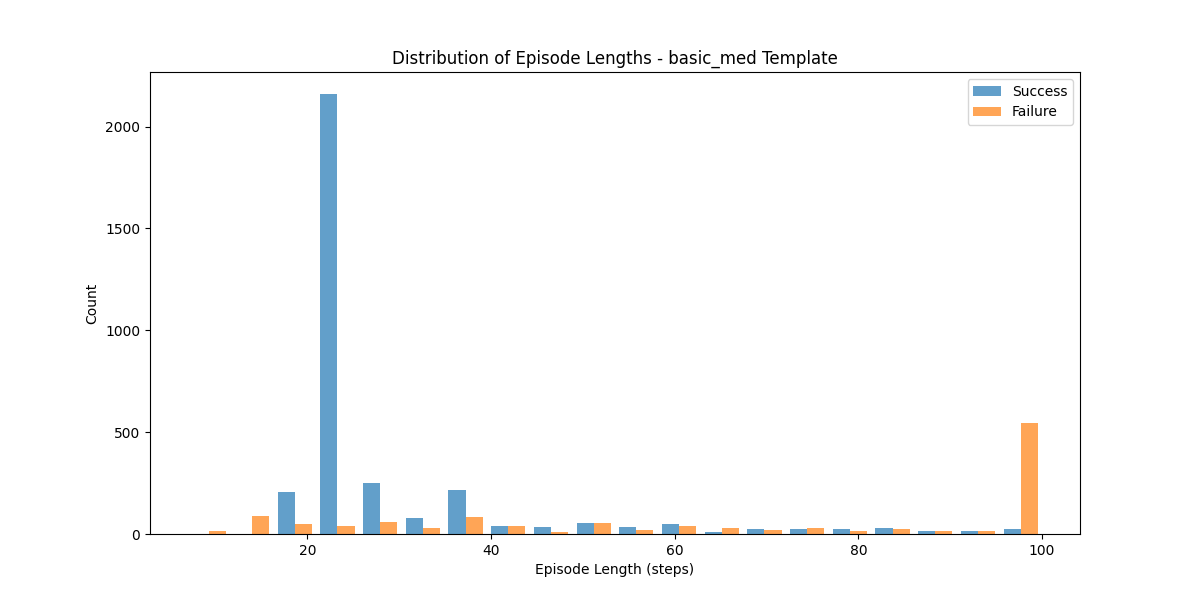 Distribution of Episode Lengths - basic_med Template
Success
Failure
2000
1500
1000
500
0
Count
20
40
60
80
100
Episode Length (steps)